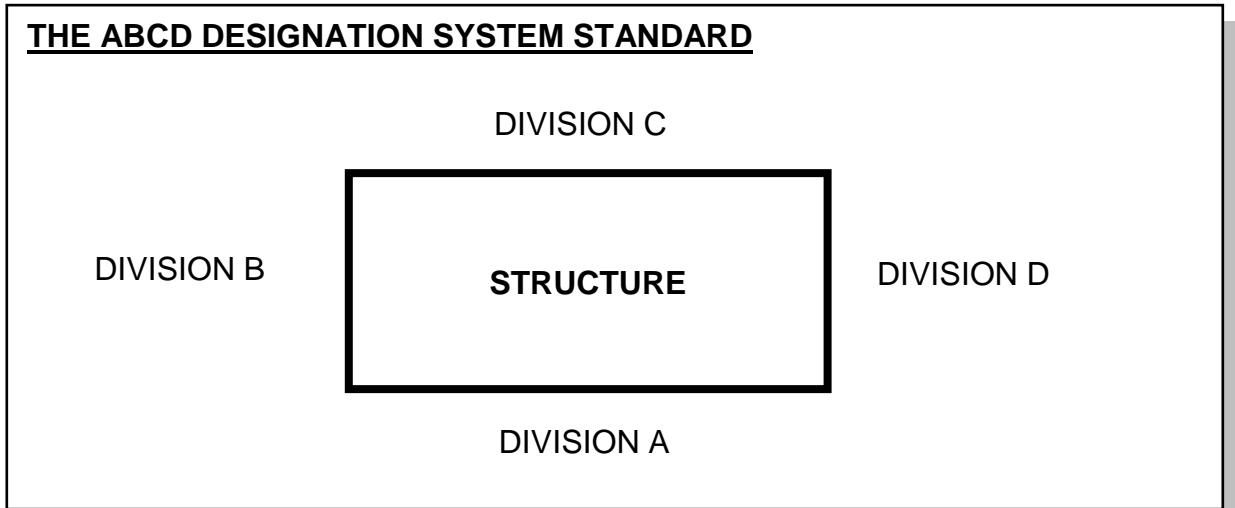 THE ABCD DESIGNATION SYSTEM STANDARD
DIVISION C
DIVISION B
STRUCTURE
DIVISION D
DIVISION A